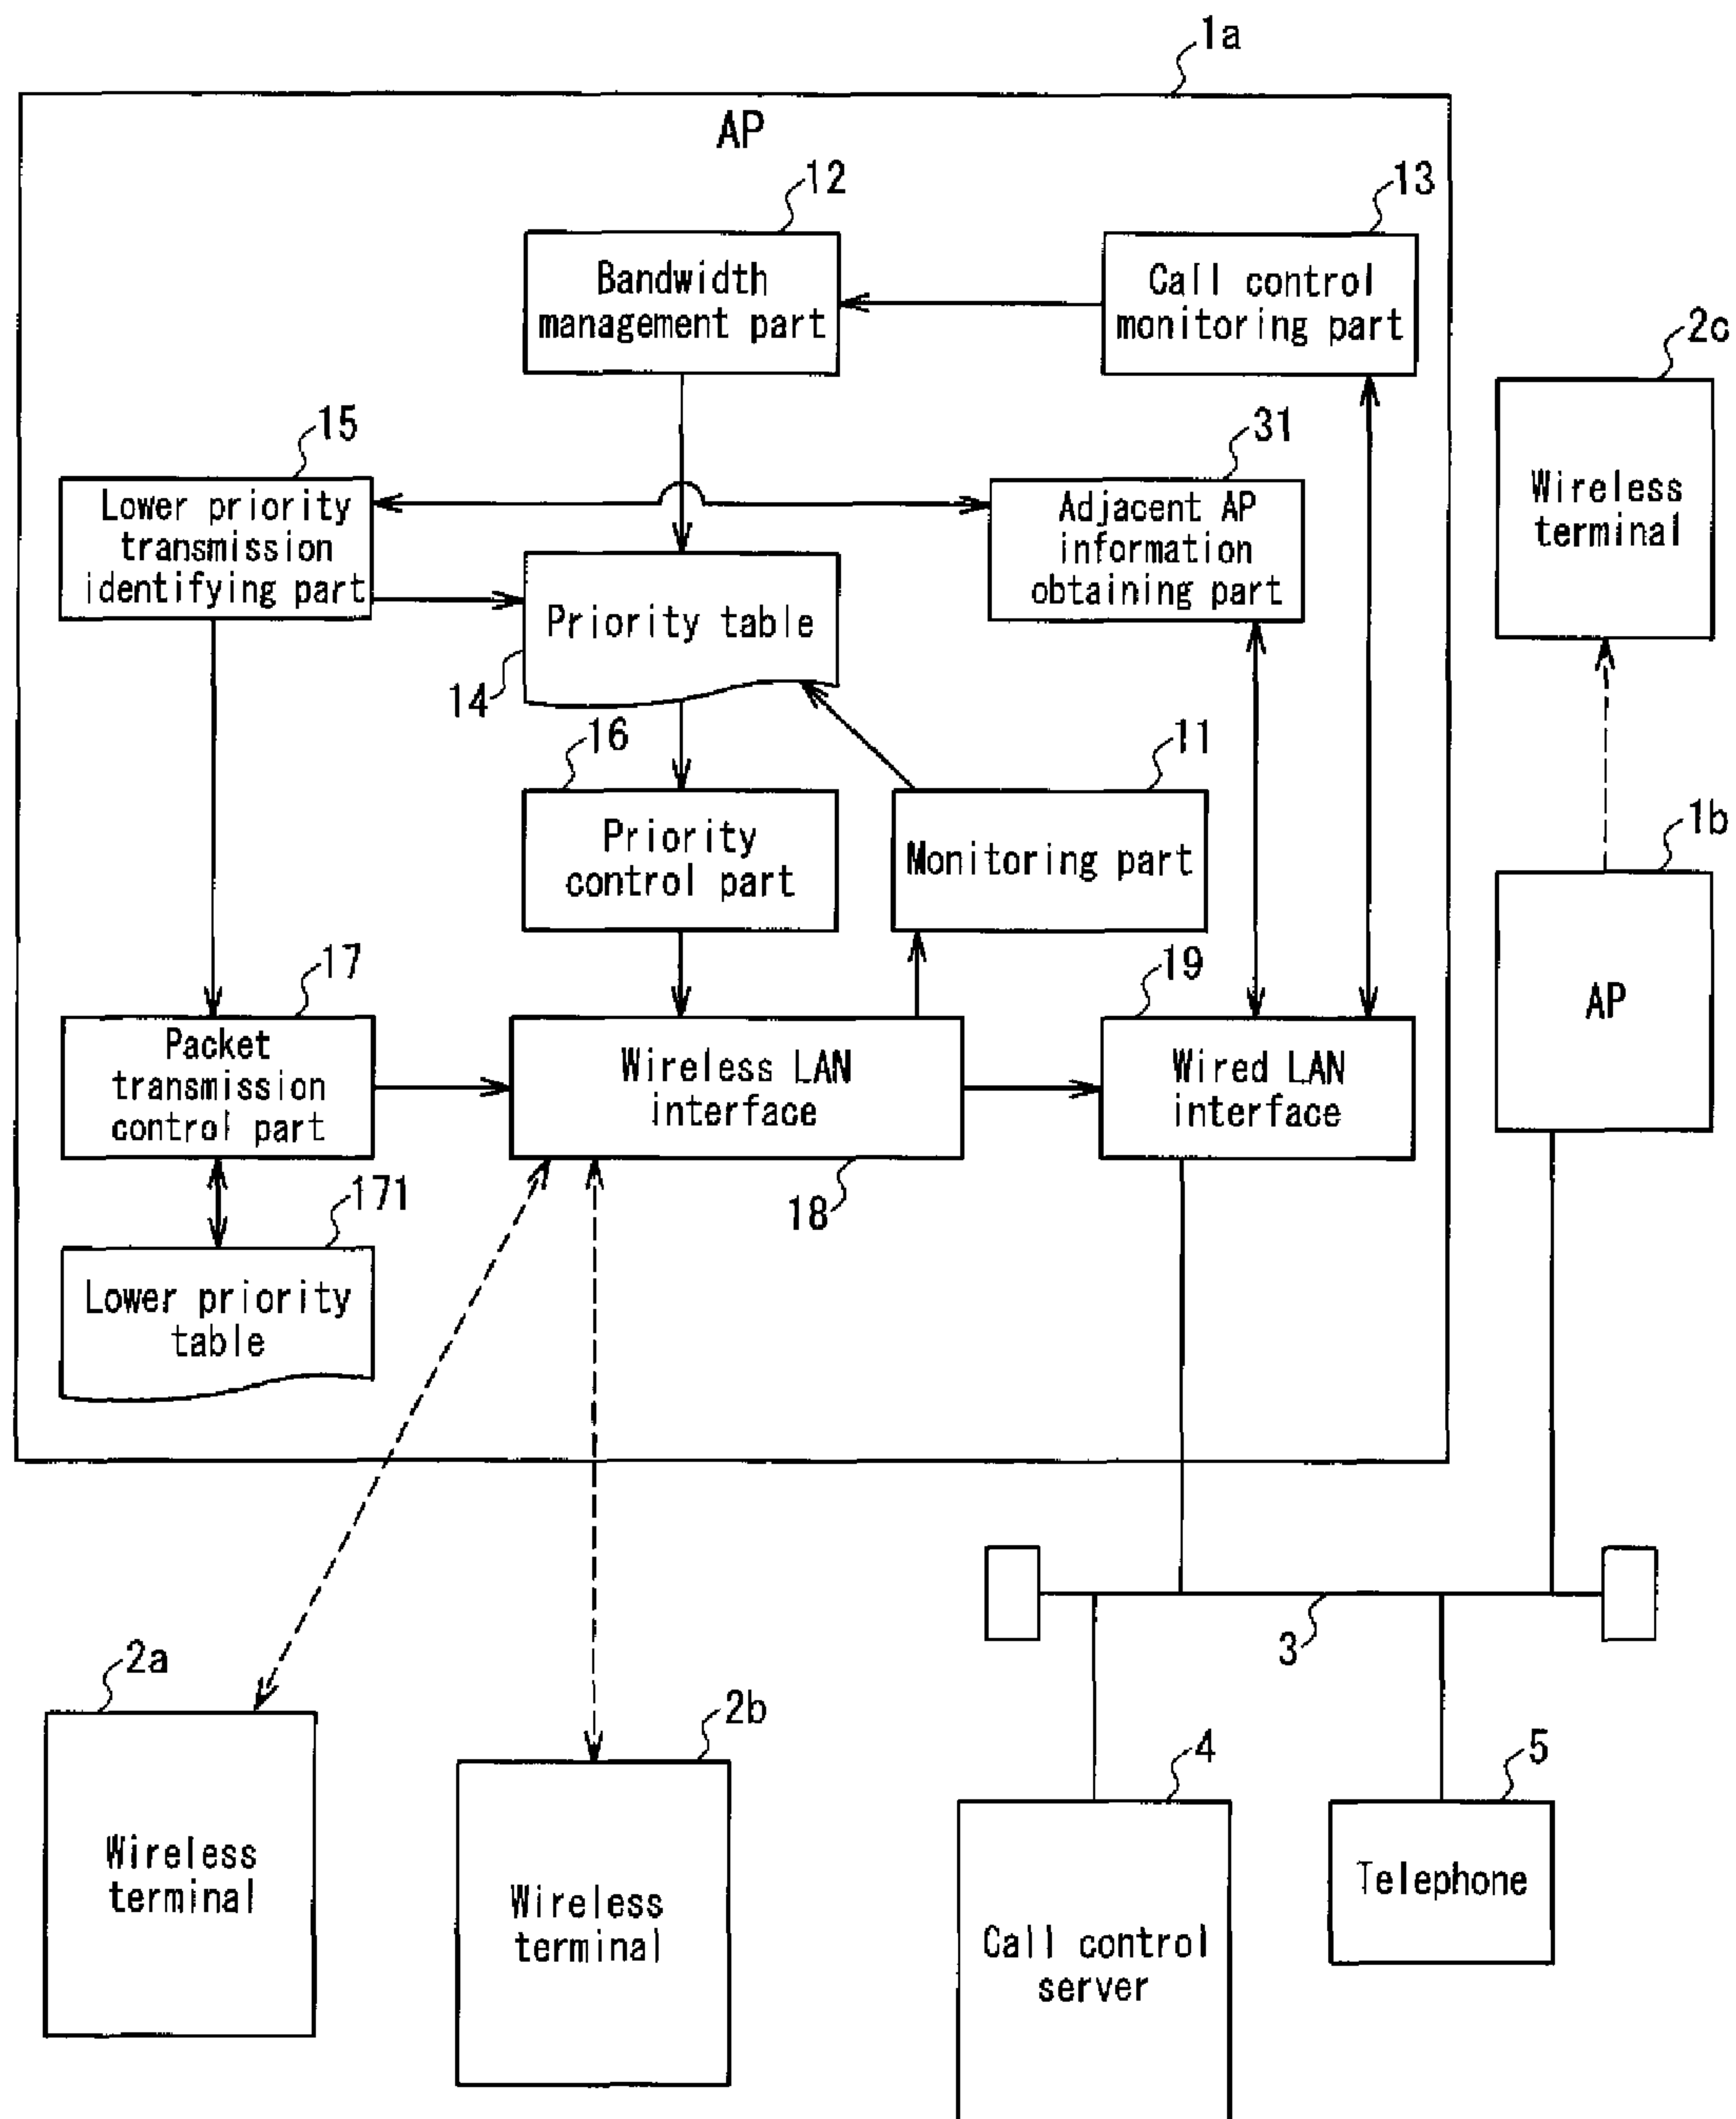 1a
AP
12
13
Bandwidth
management part
Call control
monitoring part
2c
15
31
Wireless
terminal
Lower priority
transmission
identifying part
Adjacent AP
information
obtaining part
Priority table
14
16
11
1b
Priority
control part
Monitoring part
17
19
AP
Packet
transmission
control part
Wireless LAN
interface
Wired LAN
interface
171
18
Lower priority
table
3
2a
2b
4
5
Wireless
terminal
Wireless
terminal
Telephone
Call control
server